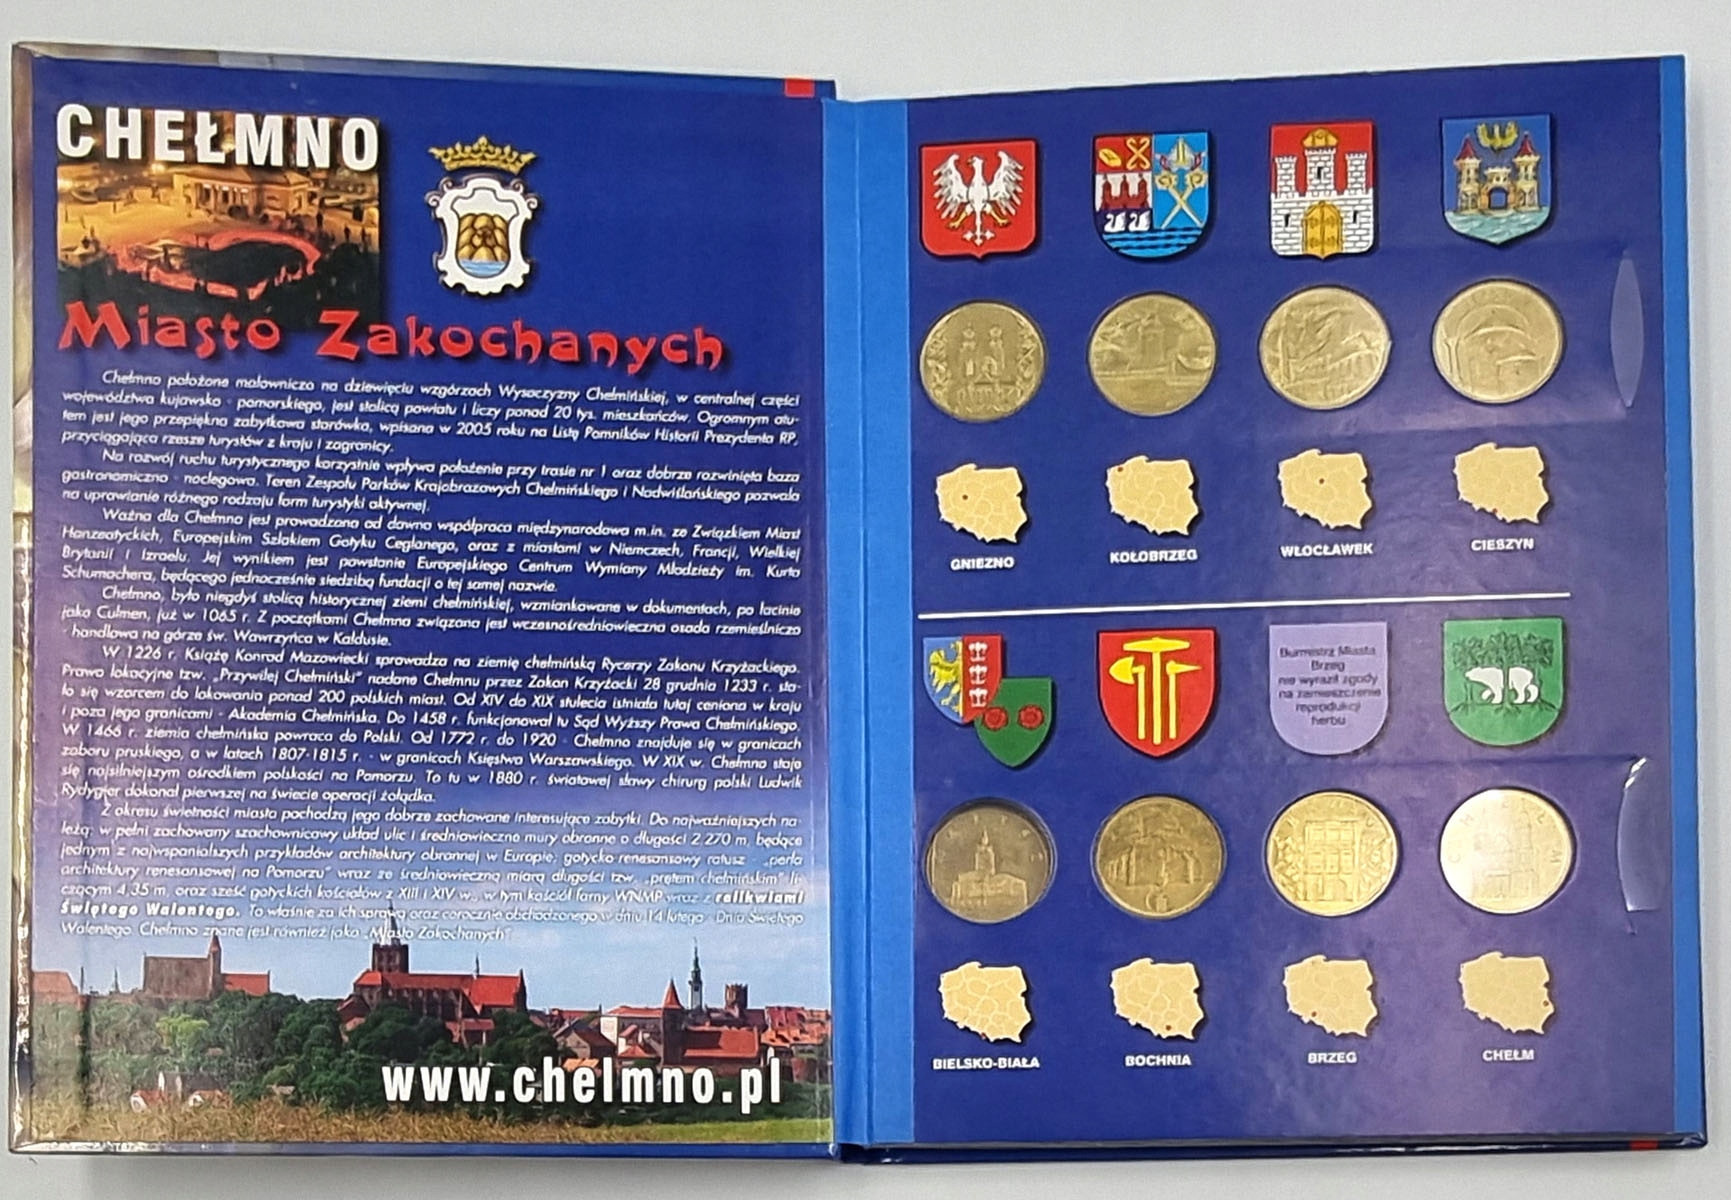 CHEŁMNO
Miasto Zakochanych
Chełmno położone malowniczo na dziewięciu wzgórzach Wysoczyzny Chełmińskiej, w centralnej części
województwa kujawsko - pomorskiego, jest stolicą powiatu i liczy ponad 20 tys. mieszkańców. Ogromnym atu-
tem jest jego przepiękna zabytkowa starówka, wpisana w 2005 roku na Listę Pomników Historii Prezydenta RP,
przyciągająca rzesze turystów z kraju i zagranicy.
Na rozwój ruchu turystycznego korzystnie wpływa położenie przy trasie nr 1 oraz dobrze rozwinięta baza
gastronomiczno - noclegowa. Teren Zespołu Parków Krajobrazowych Chełmińskiego i Nadwiślańskiego pozwala
na uprawianie różnego rodzaju form turystyki aktywnej.
Ważna dla Chełmna jest prowadzona od dawna współpraca międzynarodowa m.in. ze Związkiem Miast
Hanzeatyckich, Europejskim Szlakiem Gotyku Ceglanego, oraz z miastami w Niemczech, Francji, Wielkiej
Brytanii i Izraelu. Jej wynikiem jest powstanie Europejskiego Centrum Wymiany Młodzieży im. Kurta
Schumachera, będącego jednocześnie siedzibą fundacji o tej samej nazwie.
Chełmno, było niegdyś stolicą historycznej ziemi chełmińskiej, wzmiankowane w dokumentach, po łacinie
jako Culmen, już w 1065 r. Z początkami Chełmna związana jest wczesnośredniowieczna osada rzemieślniczo
- handlowa na górze św. Wawrzyńca w Kałdusie.
W 1226 r. Książę Konrad Mazowiecki sprowadza na ziemię chełmińską Rycerzy Zakonu Krzyżackiego.
Prawo lokacyjne tzw. „Przywilej Chełmiński” nadane Chełmnu przez Zakon Krzyżacki 28 grudnia 1233 r. sta-
ło się wzorcem do lokowania ponad 200 polskich miast. Od XIV do XIX stulecia istniała tutaj ceniona w kraju
i poza jego granicami - Akademia Chełmińska. Do 1458 r. funkcjonował tu Sąd Wyższy Prawa Chełmińskiego.
W 1466 r. ziemia chełmińska powraca do Polski. Od 1772 r. do 1920 - Chełmno znajduje się w granicach
zaboru pruskiego, a w latach 1807-1815 r. - w granicach Księstwa Warszawskiego. W XIX w. Chełmno staje
się najsilniejszym ośrodkiem polskości na Pomorzu. To tu w 1880 r. światowej sławy chirurg polski Ludwik
Rydygier dokonał pierwszej na świecie operacji żołądka.
Z okresu świetności miasta pochodzą jego dobrze zachowane interesujące zabytki. Do najważniejszych na-
leżą: w pełni zachowany szachownicowy układ ulic i średniowieczne mury obronne o długości 2.270 m, będące
jednym z najwspanialszych przykładów architektury obronnej w Europie; gotycko renesansowy ratusz - „perła
architektury renesansowej na Pomorzu” wraz ze średniowieczną miarą długości tzw. „prętem chełmińskim” li-
czącym 4,35 m. oraz sześć gotyckich kościołów z XIII i XIV w., w tym kościół farny WNMP wraz z relikwiami
Świętego Walentego. To właśnie za ich sprawą oraz corocznie obchodzonego w dniu 14 lutego - Dnia Świętego
Walentego, Chełmno znane jest również jako „Miasto Zakochanych”
www.chelmno.pl
GNIEZNO
KOŁOBRZEG
WŁOCŁAWEK
CIESZYN
Burmistrz Miasta
Brzeg
nie wyraził zgody
na zamieszczenie
reprodukcji
herbu
CHEŁM
BIELSKO-BIAŁA
BOCHNIA
BRZEG
CHEŁM